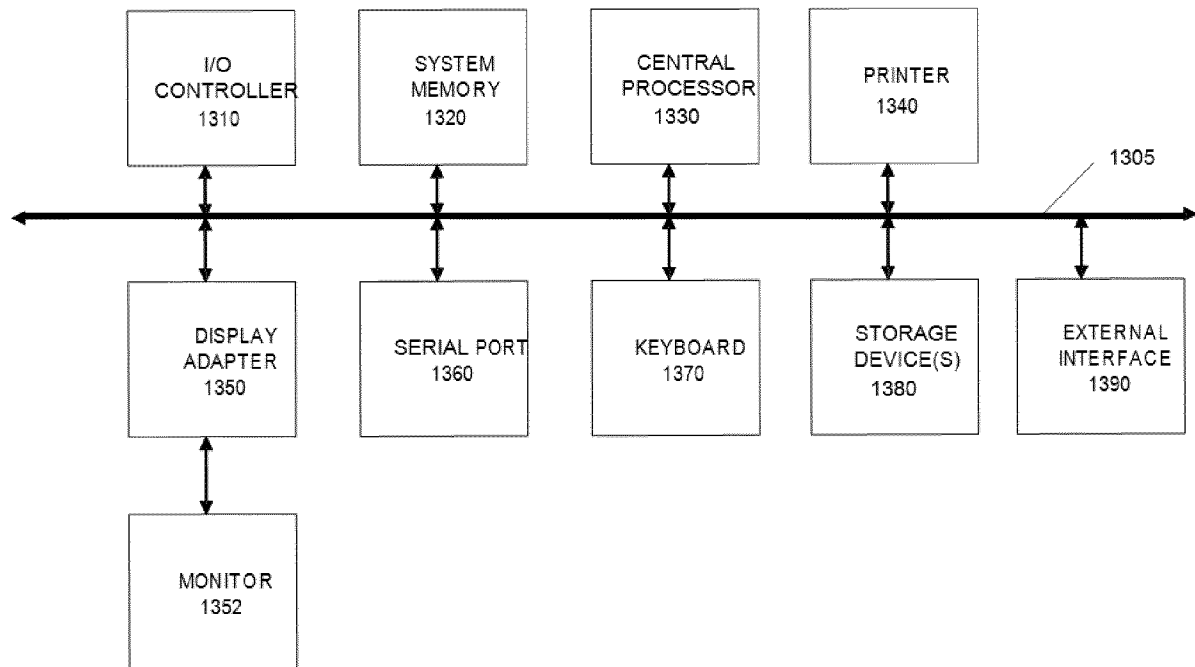 I/O
CONTROLLER
1310
SYSTEM
MEMORY
1320
CENTRAL
PROCESSOR
1330
PRINTER
1340
1305
DISPLAY
ADAPTER
1350
SERIAL PORT
1360
KEYBOARD
1370
STORAGE
DEVICE(S)
1380
EXTERNAL
INTERFACE
1390
MONITOR
1352